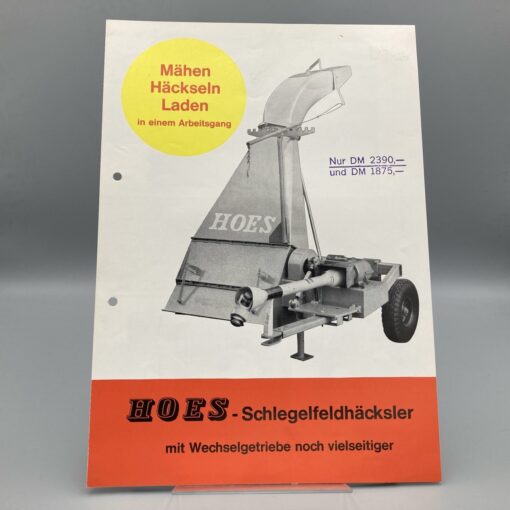 Mähen
Häckseln
Laden
in einem Arbeitsgang
Nur DM 2390,—
und DM 1875,—
HOES
HOES - Schlegelfeldhäcksler
mit Wechselgetriebe noch vielseitiger